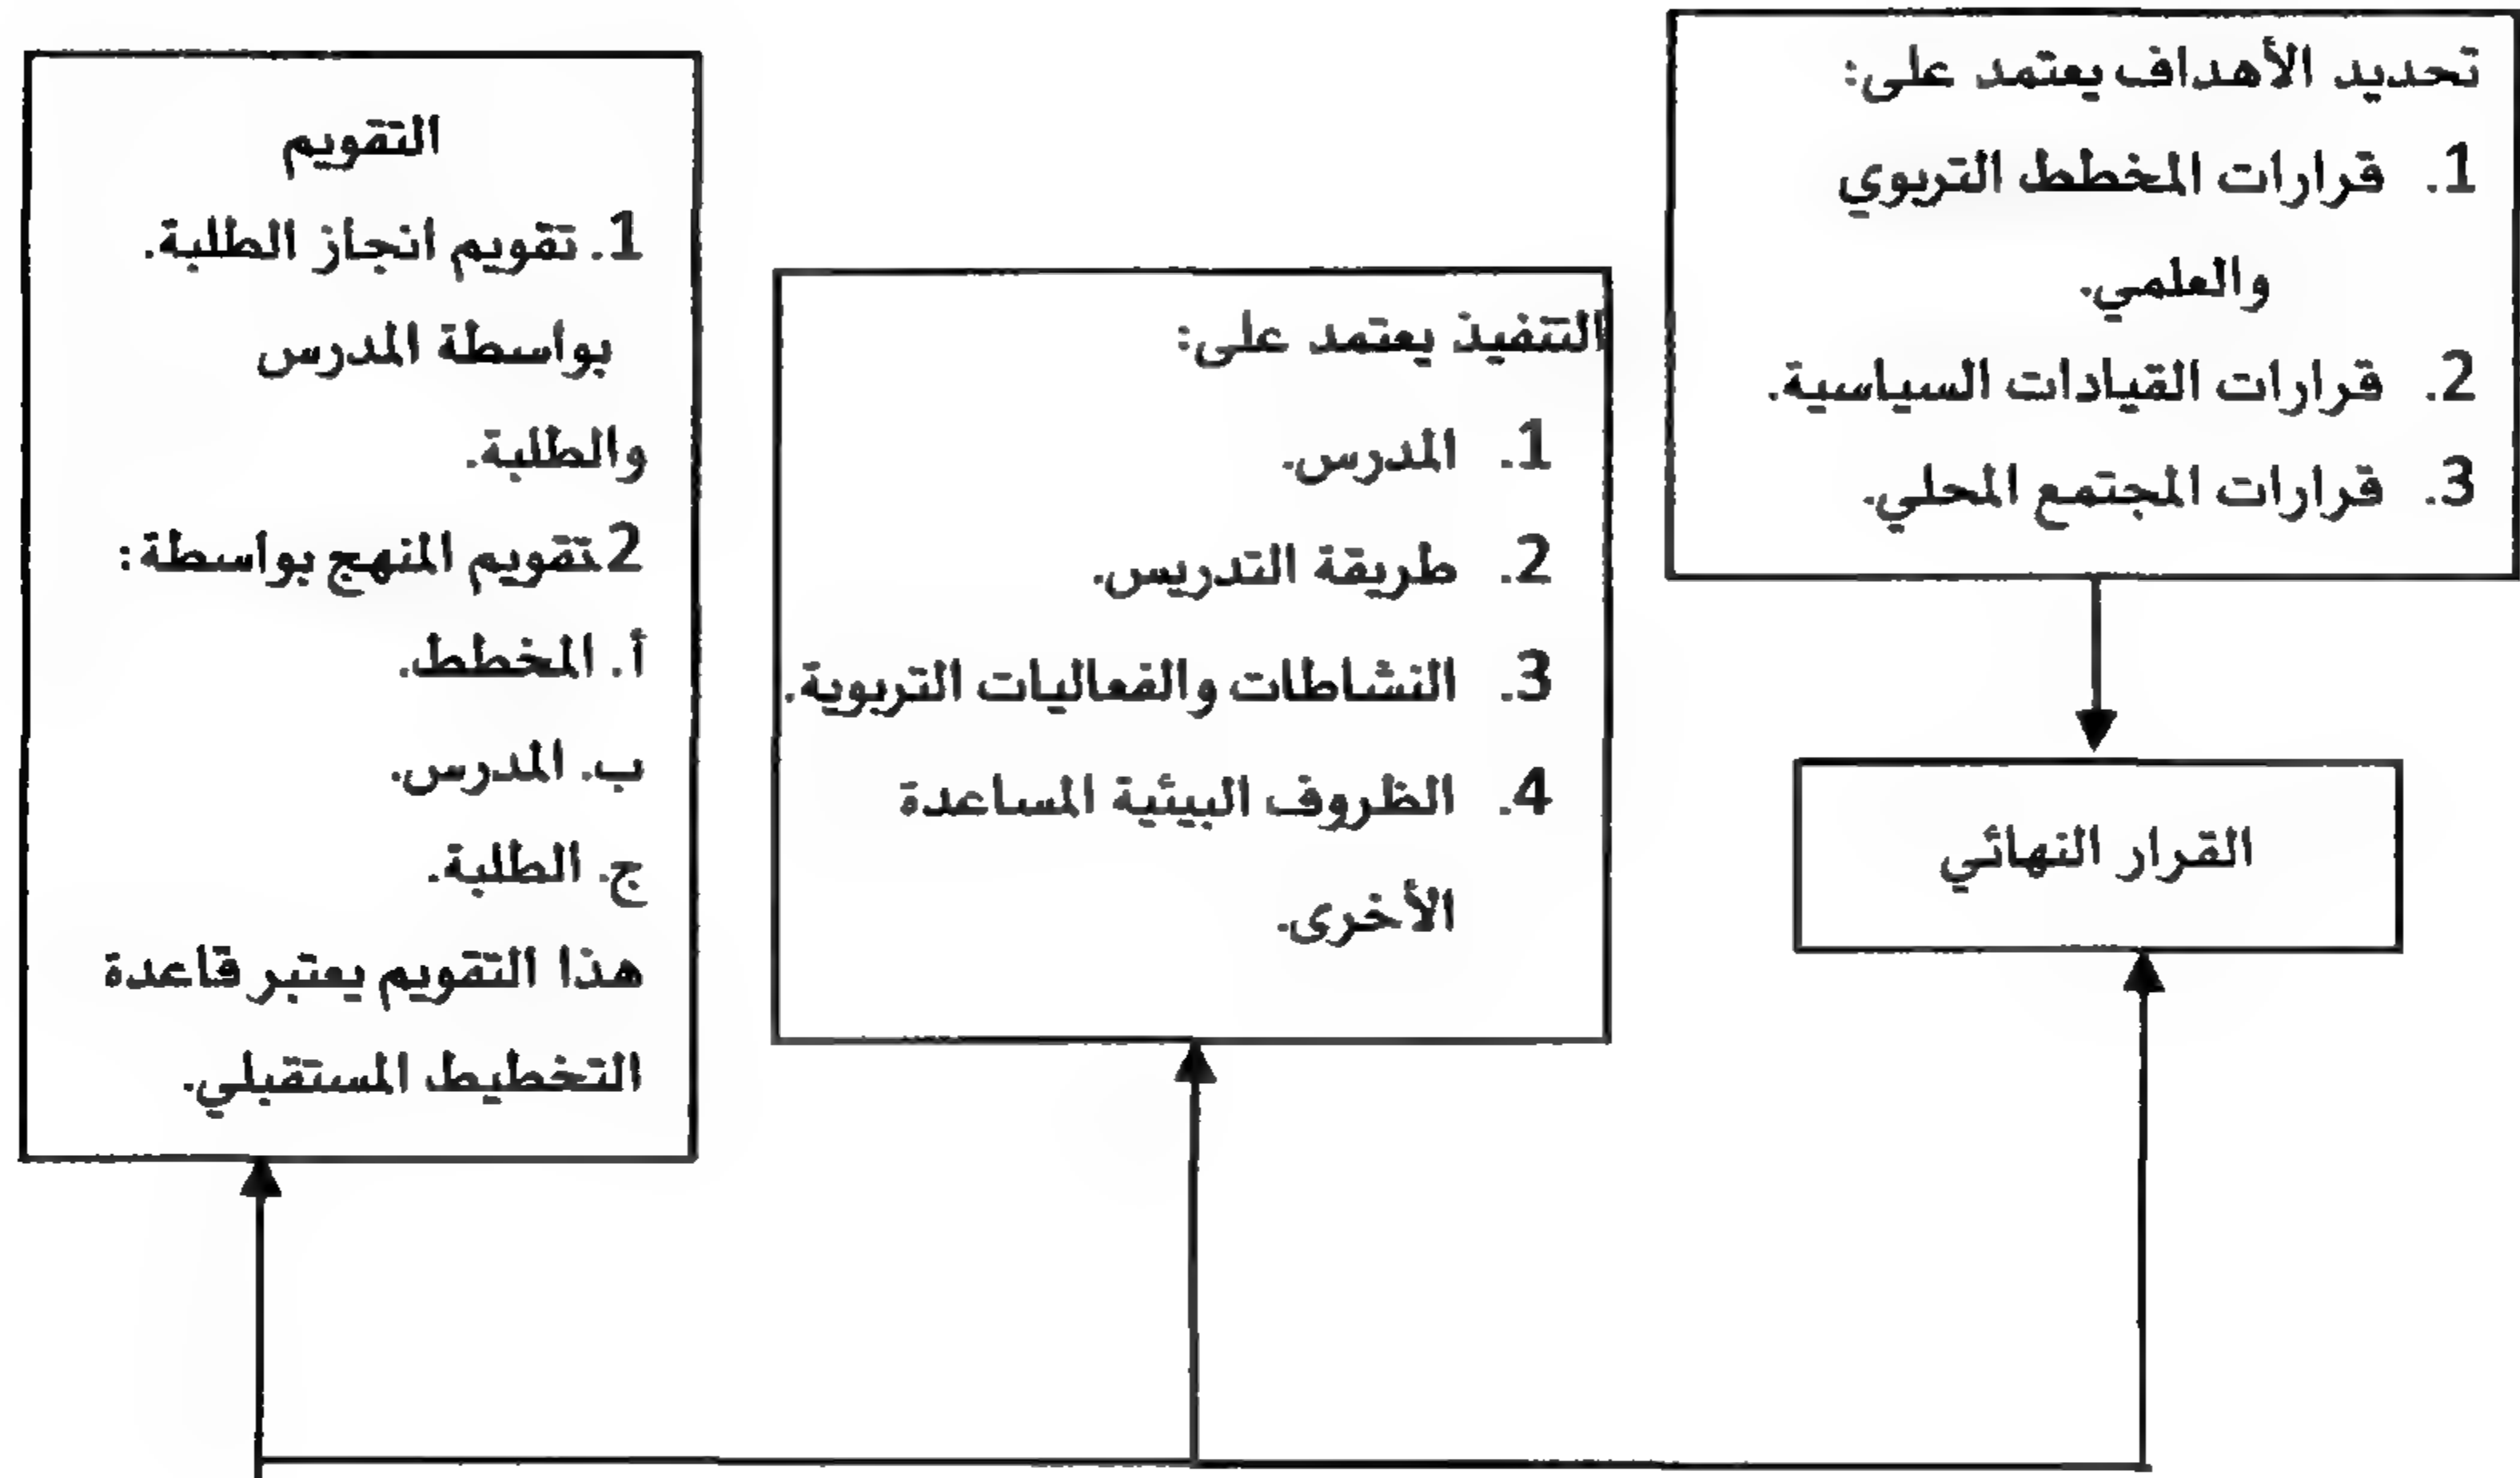 تحديد الأهداف يعتمد على:
1. قرارات المخطط التربوي
والعلمي.
2. قرارات القيادات السياسية.
3. قرارات المجتمع المحلي.
القرار النهائي
التنفيذ يعتمد على:
1. المدرس.
2. طريقة التدريس.
3. النشاطات والفعاليات التربوية.
4. الظروف البيئية المساعدة
الأخرى.
التقويم
1. تقويم انجاز الطلبة.
بواسطة المدرس
والطلبة.
2.تقويم المنهج بواسطة:
أ. المخطط.
ب. المدرس.
ج. الطلبة.
هذا التقويم يعتبر قاعدة
التخطيط المستقبلي.